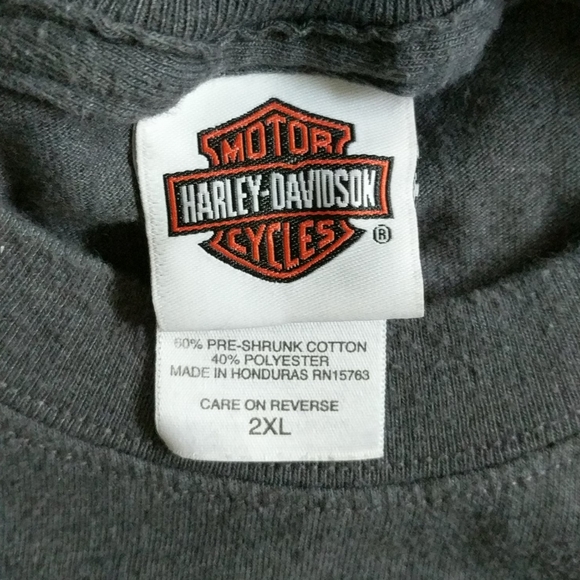 MOTOR
HARLEY-DAVIDSON
CYCLES ®
60% PRE-SHRUNK COTTON
40% POLYESTER
MADE IN HONDURAS RN15763
CARE ON REVERSE
2XL